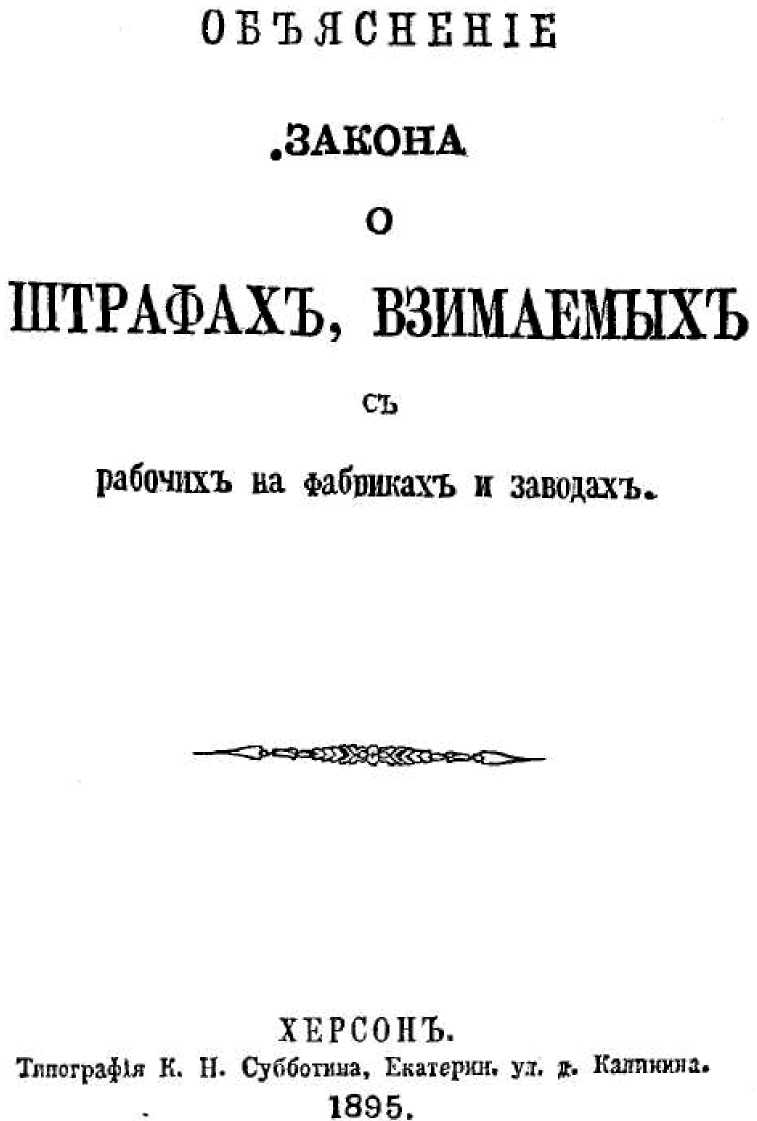 ОБЪЯСНЕНІЕ
ЗАКОНА
О
ШТРАФАХЪ, ВЗИМАЕМЫХЪ
съ
рабочихъ на фабрикахъ и заводахъ.
ХЕРСОНЪ.
Типографія К. Н. Субботина, Екатерин. ул. д. Калинина.
1895.